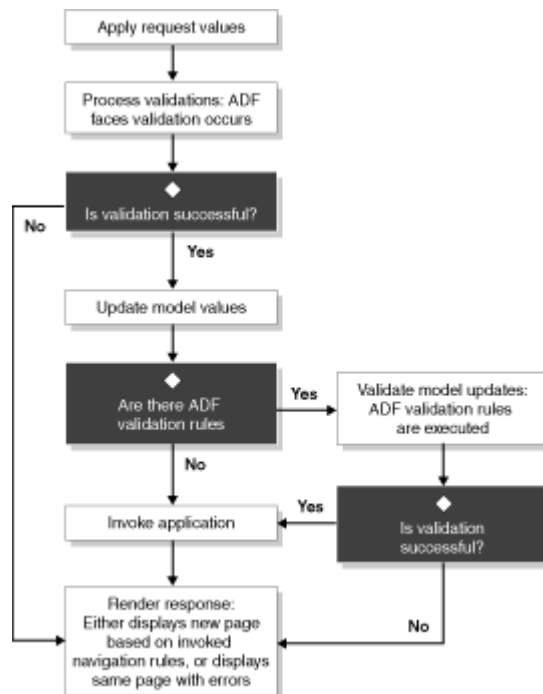 Apply request values
Process validations: ADF
faces validation occurs
Is validation successful?
No
Yes
Update model values
Are there ADF
validation rules
Yes
Validate model updates:
ADF validation rules
are executed
No
Invoke application
Yes
Is validation
successful?
Render response:
Either displays new page
based on invoked
navigation rules, or displays
same page with errors
No